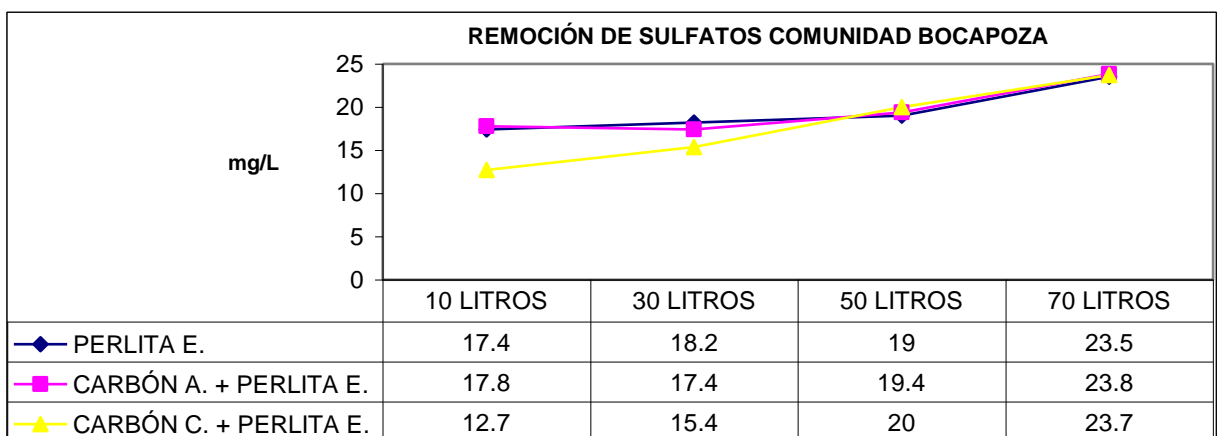 REMOCIÓN DE SULFATOS COMUNIDAD BOCAPOZA
25
20
15
10
5
0
mg/L
10 LITROS 30 LITROS 50 LITROS 70 LITROS
PERLITA E. 17.4 18.2 19 23.5
CARBÓN A. + PERLITA E. 17.8 17.4 19.4 23.8
CARBÓN C. + PERLITA E. 12.7 15.4 20 23.7